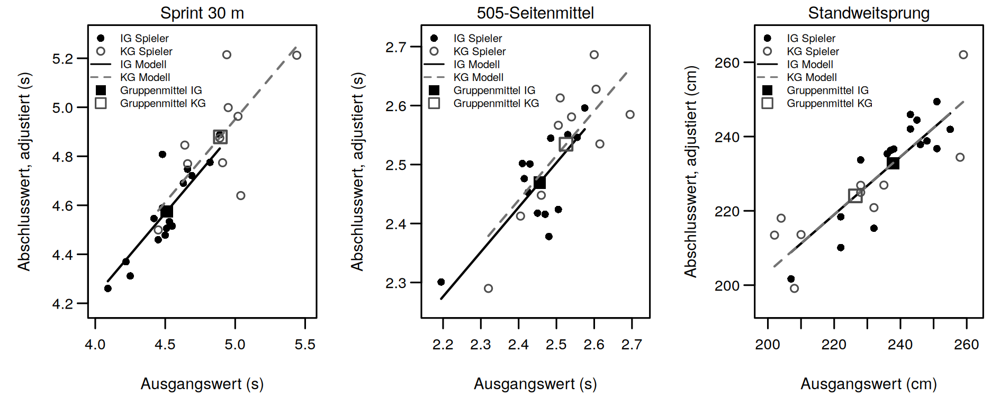 Sprint 30 m
IG Spieler
KG Spieler
IG Modell
KG Modell
Gruppenmittel IG
Gruppenmittel KG
Abschlusswert, adjustiert (s)
5.2
5.0
4.8
4.6
4.4
4.2
4.0 4.5 5.0 5.5
Ausgangswert (s)
505-Seitenmittel
IG Spieler
KG Spieler
IG Modell
KG Modell
Gruppenmittel IG
Gruppenmittel KG
Abschlusswert, adjustiert (s)
2.7
2.6
2.5
2.4
2.3
2.2 2.3 2.4 2.5 2.6 2.7
Ausgangswert (s)
Standweitsprung
IG Spieler
KG Spieler
IG Modell
KG Modell
Gruppenmittel IG
Gruppenmittel KG
Abschlusswert, adjustiert (cm)
260
240
220
200
200 220 240 260
Ausgangswert (cm)